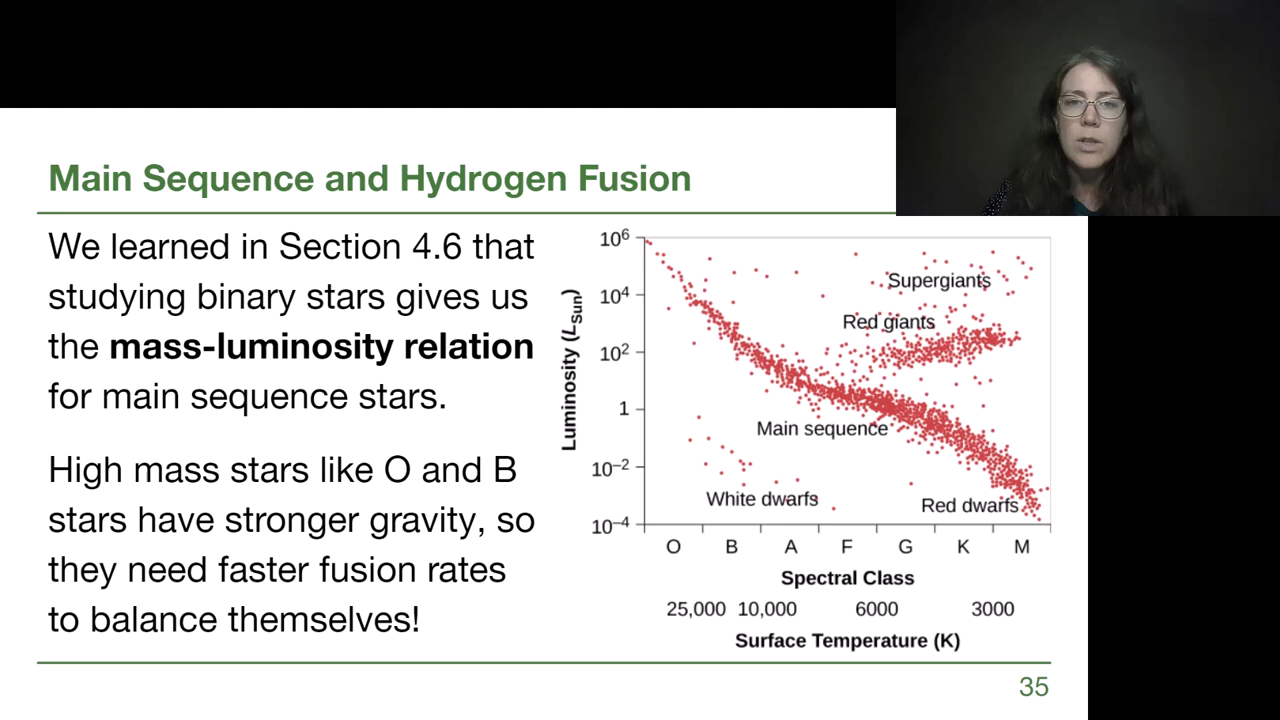 Main Sequence and Hydrogen Fusion
We learned in Section 4.6 that
studying binary stars gives us
the mass-luminosity relation
for main sequence stars.
High mass stars like O and B
stars have stronger gravity, so
they need faster fusion rates
to balance themselves!
Luminosity (L_Sun)
10⁶
10⁴
10²
1
10⁻²
10⁻⁴
Supergiants
Red giants
Main sequence
White dwarfs
Red dwarfs
O B A F G K M
Spectral Class
25,000 10,000 6000 3000
Surface Temperature (K)
35